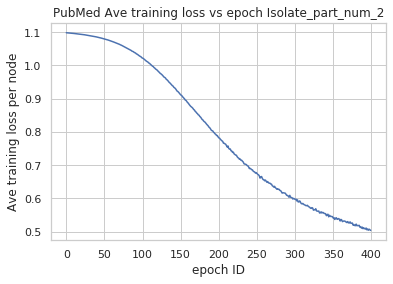 PubMed Ave training loss vs epoch Isolate_part_num_2
1.1
1.0
0.9
0.8
0.7
0.6
0.5
Ave training loss per node
0 50 100 150 200 250 300 350 400
epoch ID